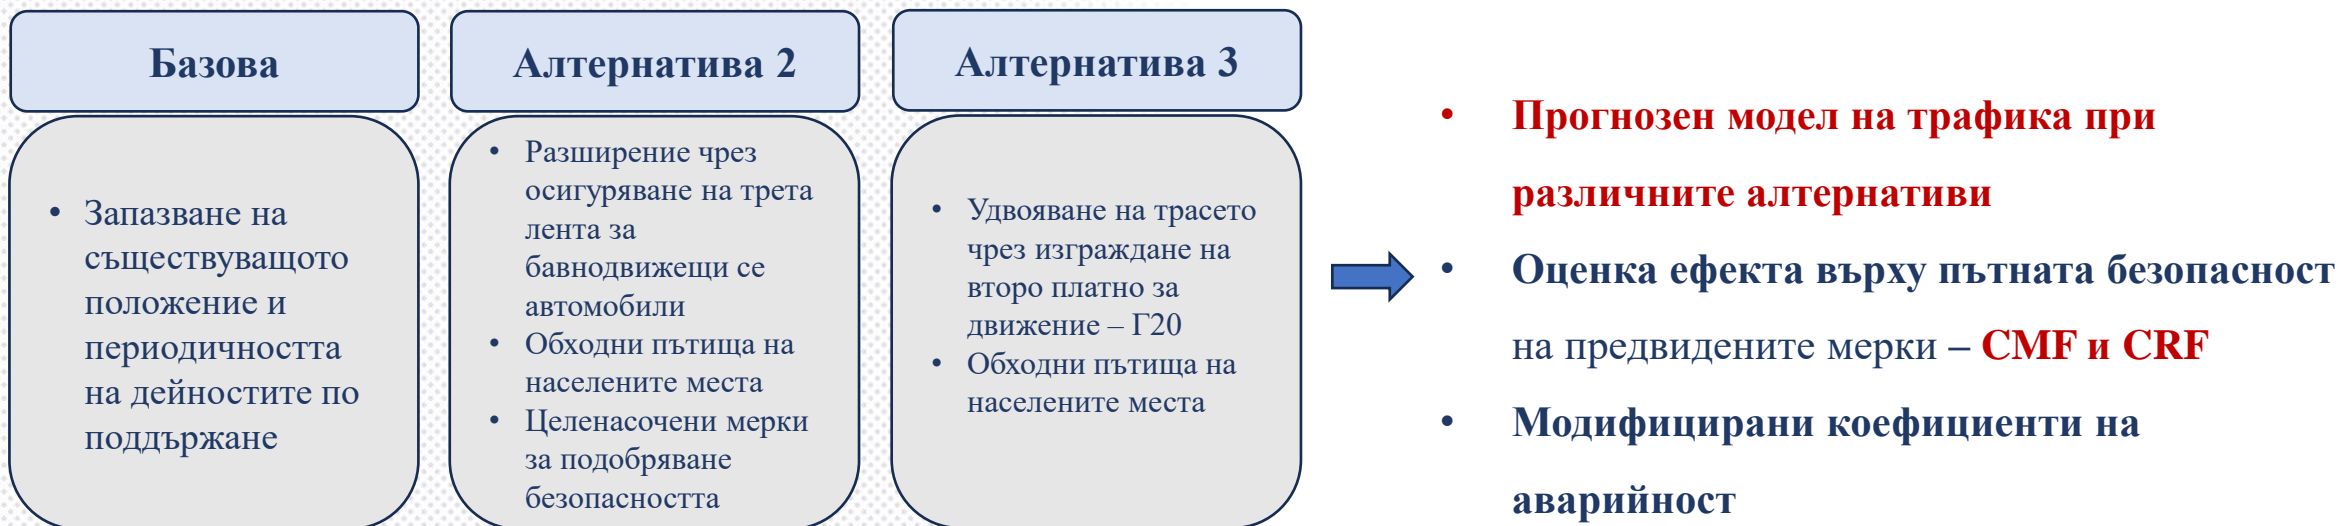 Базова
• Запазване на
съществуващото
положение и
периодичността
на дейностите по
поддържане
Алтернатива 2
• Разширение чрез
осигуряване на трета
лента за
бавнодвижещи се
автомобили
• Обходни пътища на
населените места
• Целенасочени мерки
за подобряване
безопасността
Алтернатива 3
• Удвояване на трасето
чрез изграждане на
второ платно за
движение – Г20
• Обходни пътища на
населените места
• Прогнозен модел на трафика при
различните алтернативи
• Оценка ефекта върху пътната безопасност
на предвидените мерки – CMF и CRF
• Модифицирани коефициенти на
аварийност